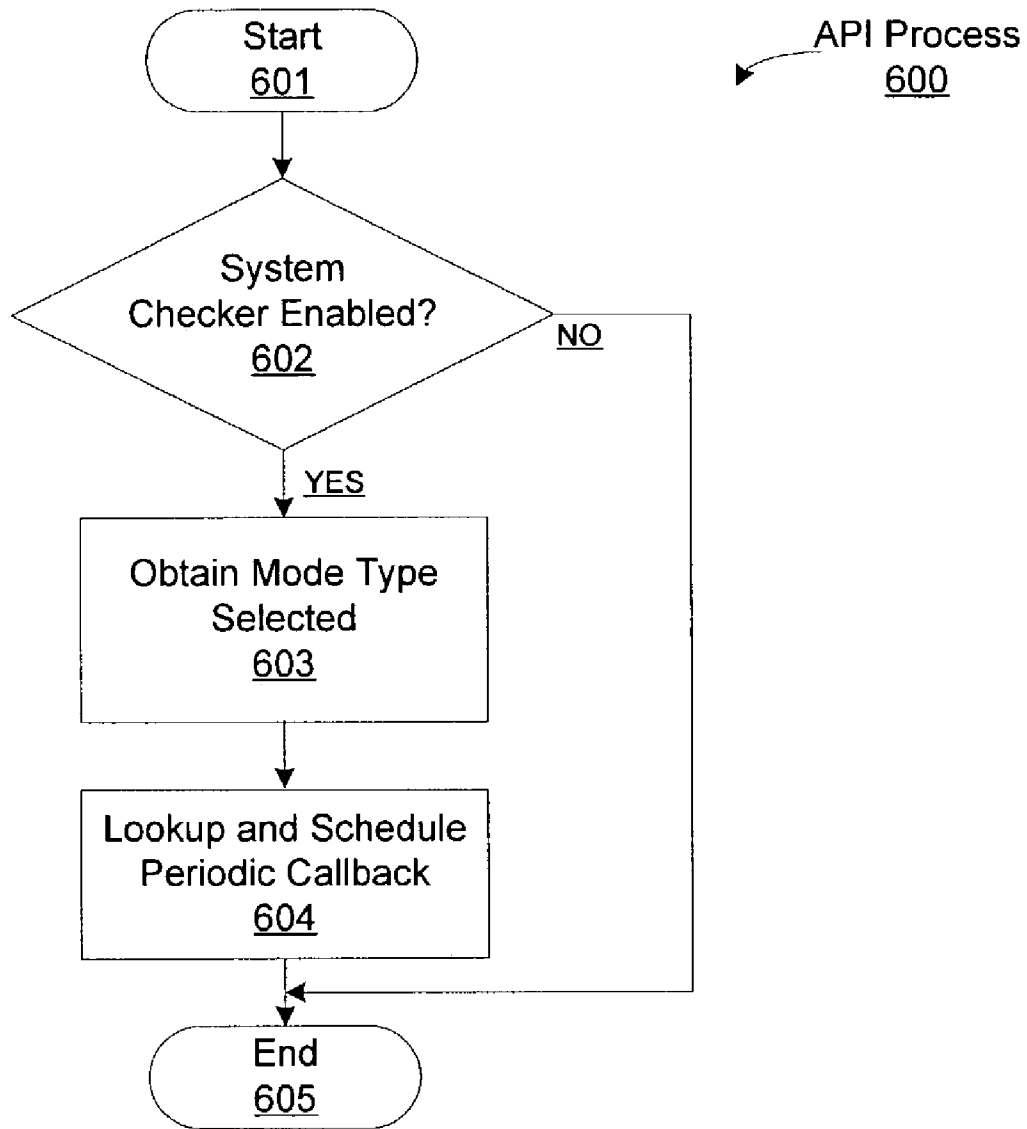 Start
601
API Process
600
System
Checker Enabled?
602
NO
YES
Obtain Mode Type
Selected
603
Lookup and Schedule
Periodic Callback
604
End
605